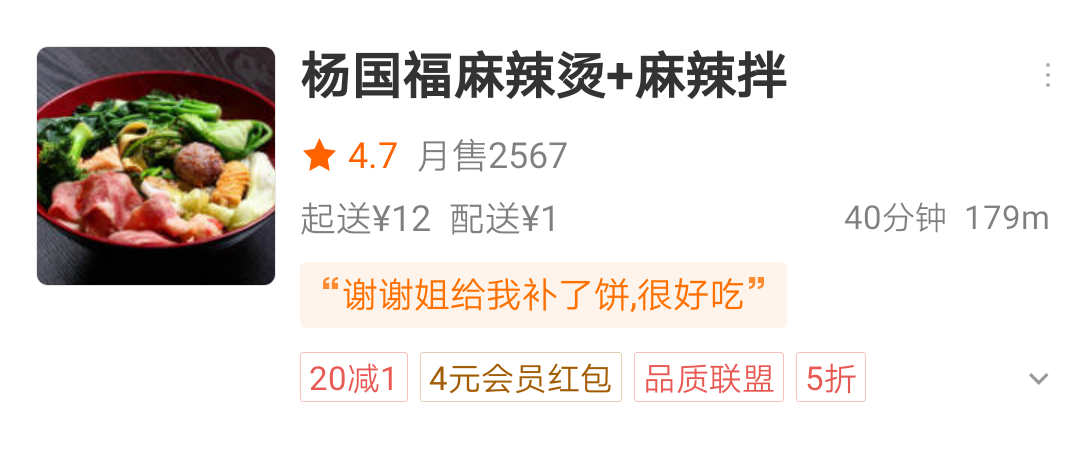 杨国福麻辣烫+麻辣拌
4.7 月售2567
起送¥12 配送¥1 40分钟 179m
“谢谢姐给我补了饼,很好吃”
20减1 4元会员红包 品质联盟 5折